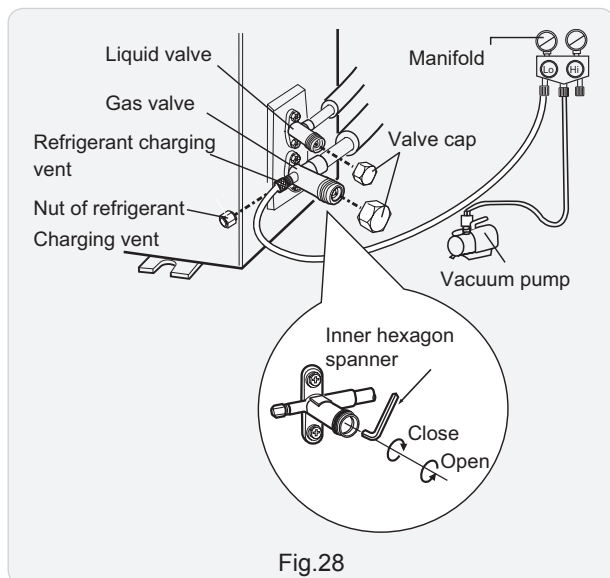 Liquid valve
Gas valve
Refrigerant charging
vent
Nut of refrigerant
Charging vent
Manifold
Lo
Hi
Valve cap
Vacuum pump
Inner hexagon
spanner
Close
Open
Fig.28